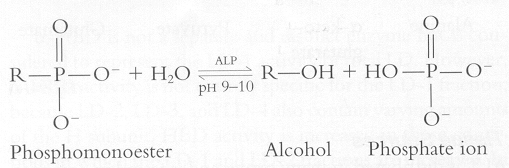 O O
R—P—O⁻ + H₂O ALP pH 9–10 R—OH + HO—P—O⁻
O⁻ O⁻
Phosphomonoester Alcohol Phosphate ion